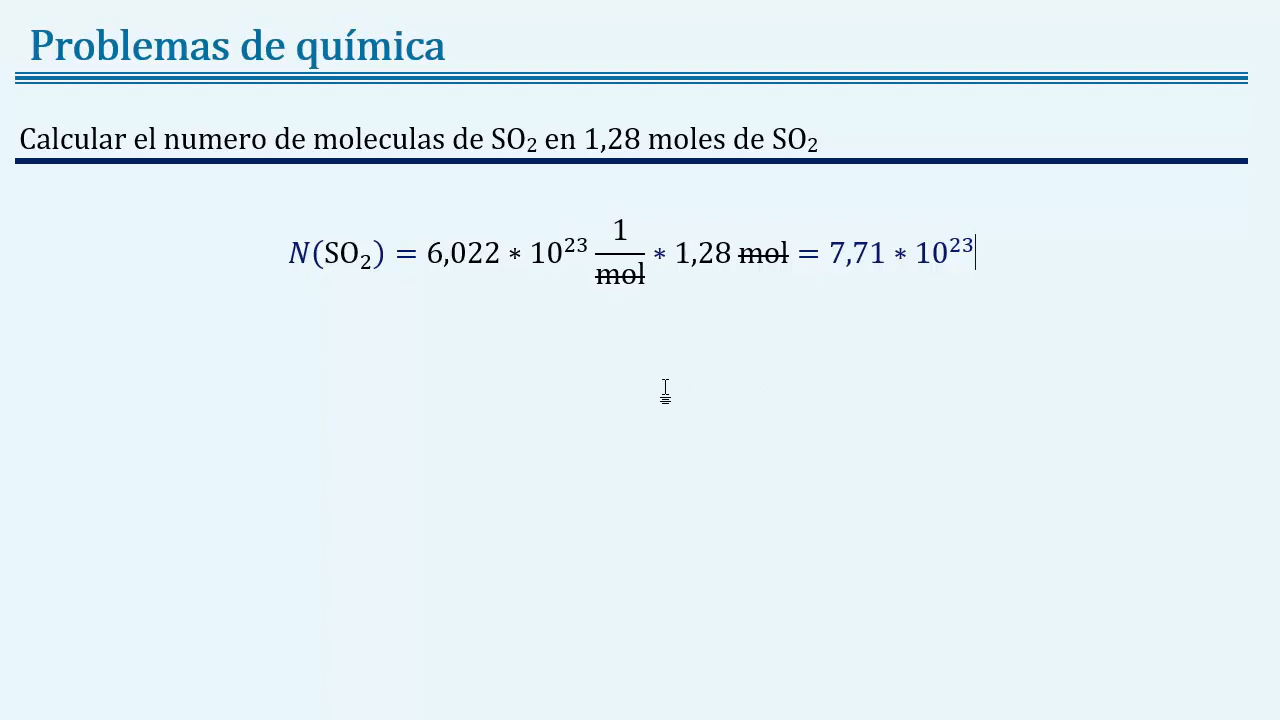 Problemas de química
Calcular el numero de moleculas de SO₂ en 1,28 moles de SO₂
N(SO₂) = 6,022 * 10²³ 1/mol * 1,28 mol = 7,71 * 10²³